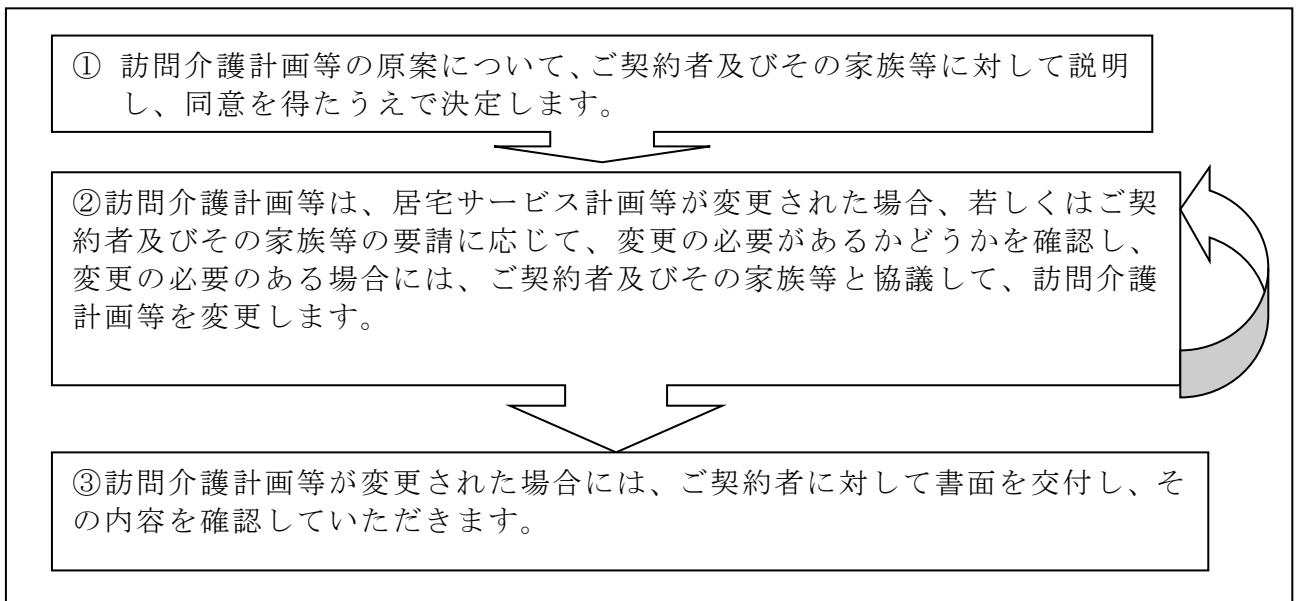 ① 訪問介護計画等の原案について、ご契約者及びその家族等に対して説明
し、同意を得たうえで決定します。
②訪問介護計画等は、居宅サービス計画等が変更された場合、若しくはご契
約者及びその家族等の要請に応じて、変更の必要があるかどうかを確認し、
変更の必要のある場合には、ご契約者及びその家族等と協議して、訪問介護
計画等を変更します。
③訪問介護計画等が変更された場合には、ご契約者に対して書面を交付し、そ
の内容を確認していただきます。